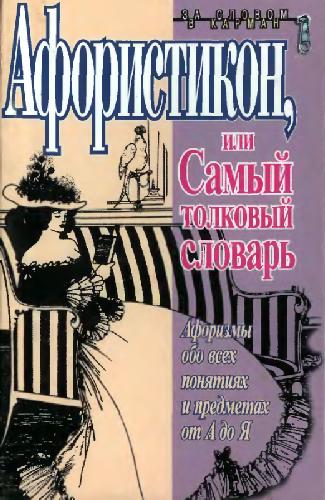 ЗА СЛОВОМ
В КАРМАН
Афористикон,
или
Самый
толковый
словарь
Афоризмы
обо всех
понятиях
и предметах
от А до Я